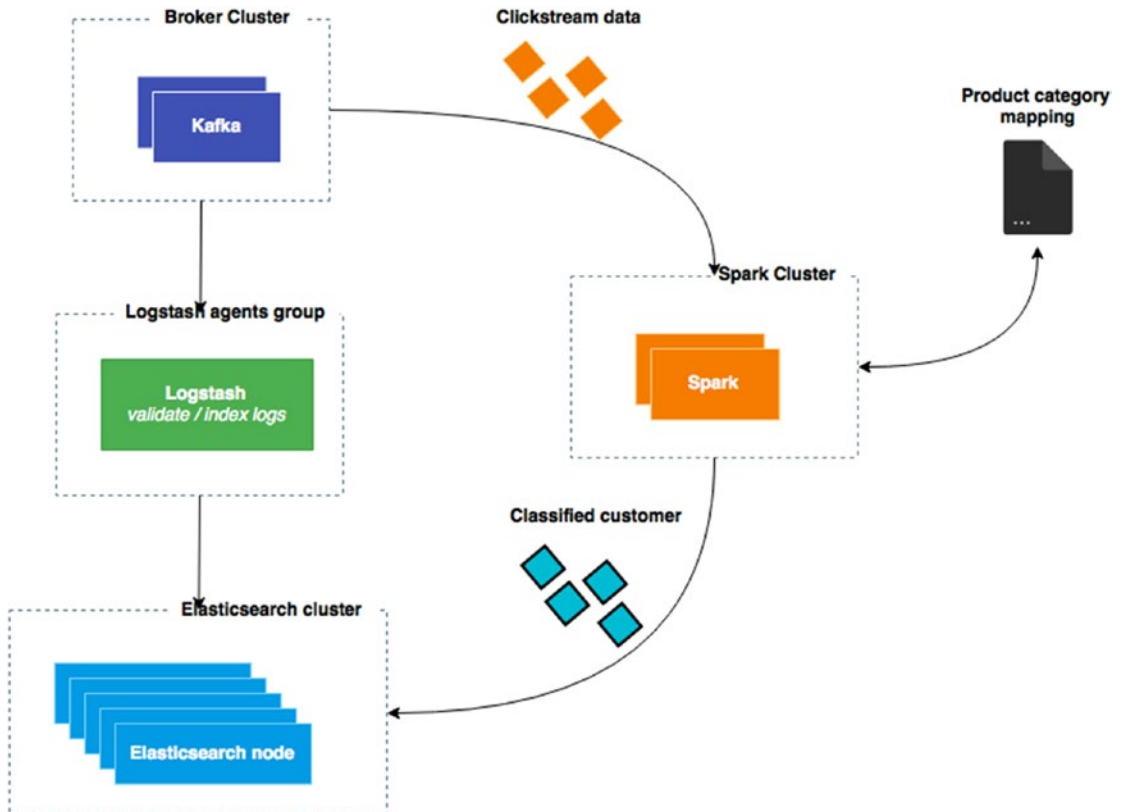 Broker Cluster
Clickstream data
Kafka
Product category
mapping
Spark Cluster
Logstash agents group
Logstash
validate / index logs
Spark
Classified customer
Elasticsearch cluster
Elasticsearch node